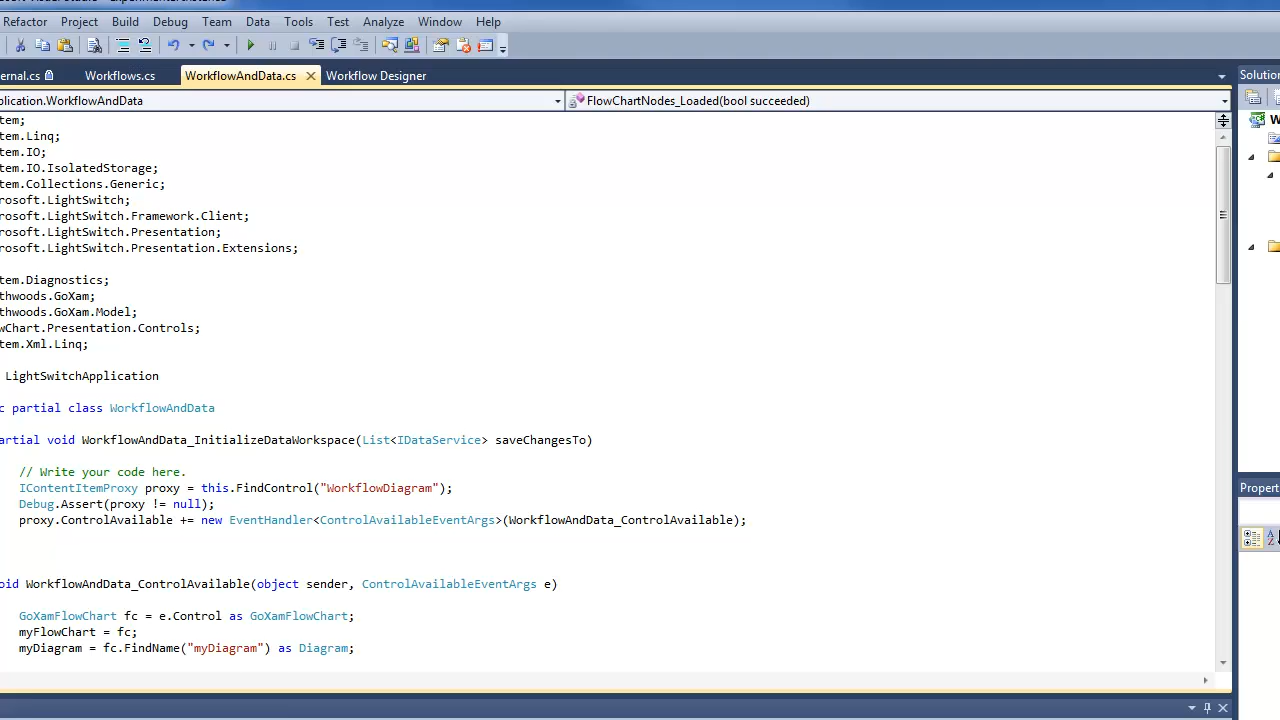 Refactor Project Build Debug Team Data Tools Test Analyze Window Help
ernal.cs Workflows.cs WorkflowAndData.cs Workflow Designer Solution
plication.WorkflowAndData FlowChartNodes_Loaded(bool succeeded)
tem; W
tem.Linq;
tem.IO;
tem.IO.IsolatedStorage;
tem.Collections.Generic;
rosoft.LightSwitch;
rosoft.LightSwitch.Framework.Client;
rosoft.LightSwitch.Presentation;
rosoft.LightSwitch.Presentation.Extensions;
tem.Diagnostics;
thwoods.GoXam;
thwoods.GoXam.Model;
wChart.Presentation.Controls;
tem.Xml.Linq;
LightSwitchApplication
c partial class WorkflowAndData
artial void WorkflowAndData_InitializeDataWorkspace(List<IDataService> saveChangesTo)
// Write your code here.
IContentItemProxy proxy = this.FindControl("WorkflowDiagram"); Propert
Debug.Assert(proxy != null);
proxy.ControlAvailable += new EventHandler<ControlAvailableEventArgs>(WorkflowAndData_ControlAvailable);
oid WorkflowAndData_ControlAvailable(object sender, ControlAvailableEventArgs e)
GoXamFlowChart fc = e.Control as GoXamFlowChart;
myFlowChart = fc;
myDiagram = fc.FindName("myDiagram") as Diagram;